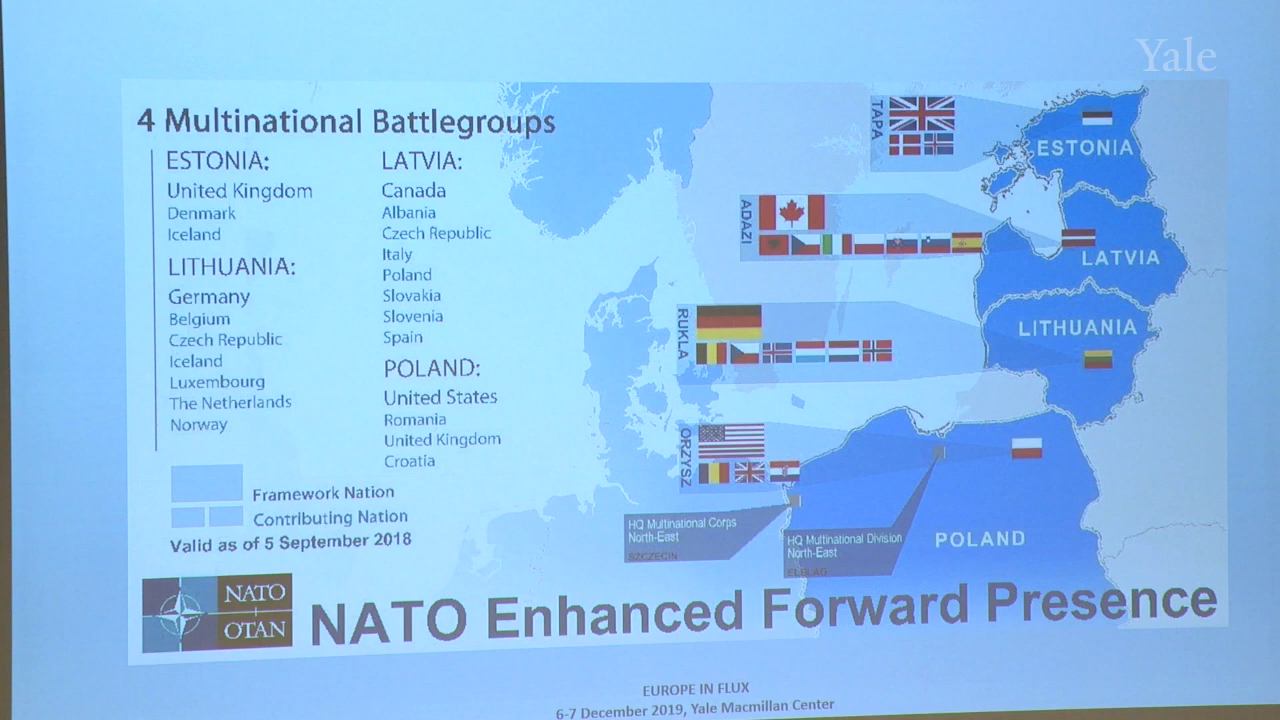 Yale
4 Multinational Battlegroups
ESTONIA:
United Kingdom
Denmark
Iceland
LITHUANIA:
Germany
Belgium
Czech Republic
Iceland
Luxembourg
The Netherlands
Norway
LATVIA:
Canada
Albania
Czech Republic
Italy
Poland
Slovakia
Slovenia
Spain
POLAND:
United States
Romania
United Kingdom
Croatia
Framework Nation
Contributing Nation
Valid as of 5 September 2018
TAPA
ESTONIA
ADAZI
LATVIA
RUKLA
LITHUANIA
ORZYSZ
HQ Multinational Corps
North-East
SZCZECIN
HQ Multinational Division
North-East
ELBLAG
POLAND
NATO
OTAN
NATO Enhanced Forward Presence
EUROPE IN FLUX
6-7 December 2019, Yale Macmillan Center